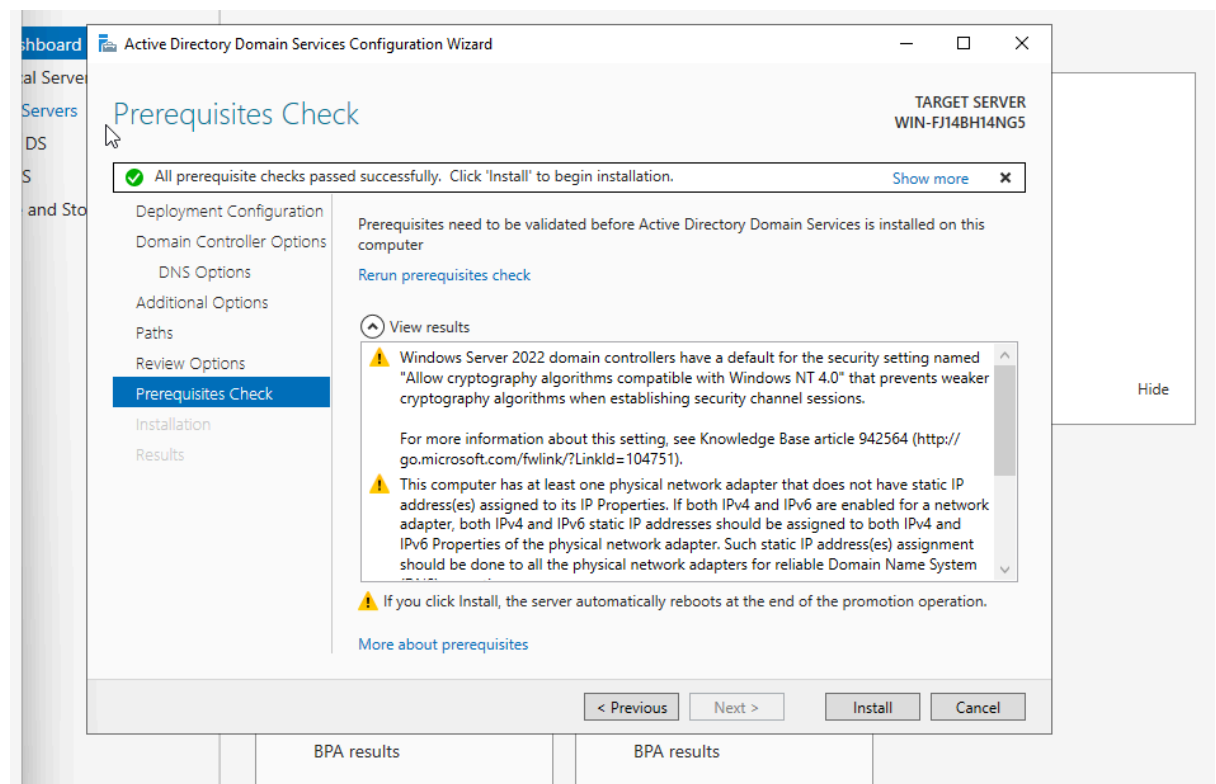 shboard
Active Directory Domain Services Configuration Wizard
Servers
DS
S
and Sto
Prerequisites Check
TARGET SERVER
WIN-FJ14BH14NG5
All prerequisite checks passed successfully. Click 'Install' to begin installation.
Show more
Deployment Configuration
Domain Controller Options
DNS Options
Additional Options
Paths
Review Options
Prerequisites Check
Installation
Results
Prerequisites need to be validated before Active Directory Domain Services is installed on this
computer
Rerun prerequisites check
View results
Windows Server 2022 domain controllers have a default for the security setting named
"Allow cryptography algorithms compatible with Windows NT 4.0" that prevents weaker
cryptography algorithms when establishing security channel sessions.
For more information about this setting, see Knowledge Base article 942564 (http://
go.microsoft.com/fwlink/?LinkId=104751).
This computer has at least one physical network adapter that does not have static IP
address(es) assigned to its IP Properties. If both IPv4 and IPv6 are enabled for a network
adapter, both IPv4 and IPv6 static IP addresses should be assigned to both IPv4 and
IPv6 Properties of the physical network adapter. Such static IP address(es) assignment
should be done to all the physical network adapters for reliable Domain Name System
If you click Install, the server automatically reboots at the end of the promotion operation.
More about prerequisites
< Previous
Next >
Install
Cancel
Hide
BPA results
BPA results